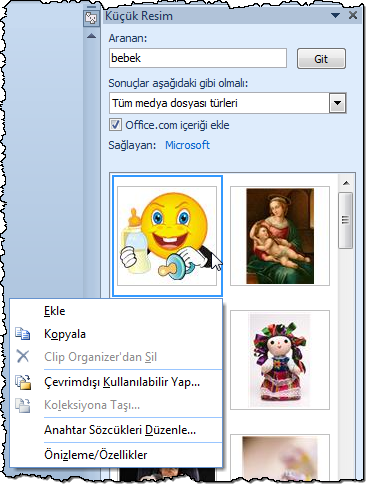 Küçük Resim
Aranan:
bebek
Git
Sonuçlar aşağıdaki gibi olmalı:
Tüm medya dosyası türleri
Office.com içeriği ekle
Sağlayan: Microsoft
Ekle
Kopyala
Clip Organizer'dan Sil
Çevrimdışı Kullanılabilir Yap...
Koleksiyona Taşı...
Anahtar Sözcükleri Düzenle...
Önizleme/Özellikler